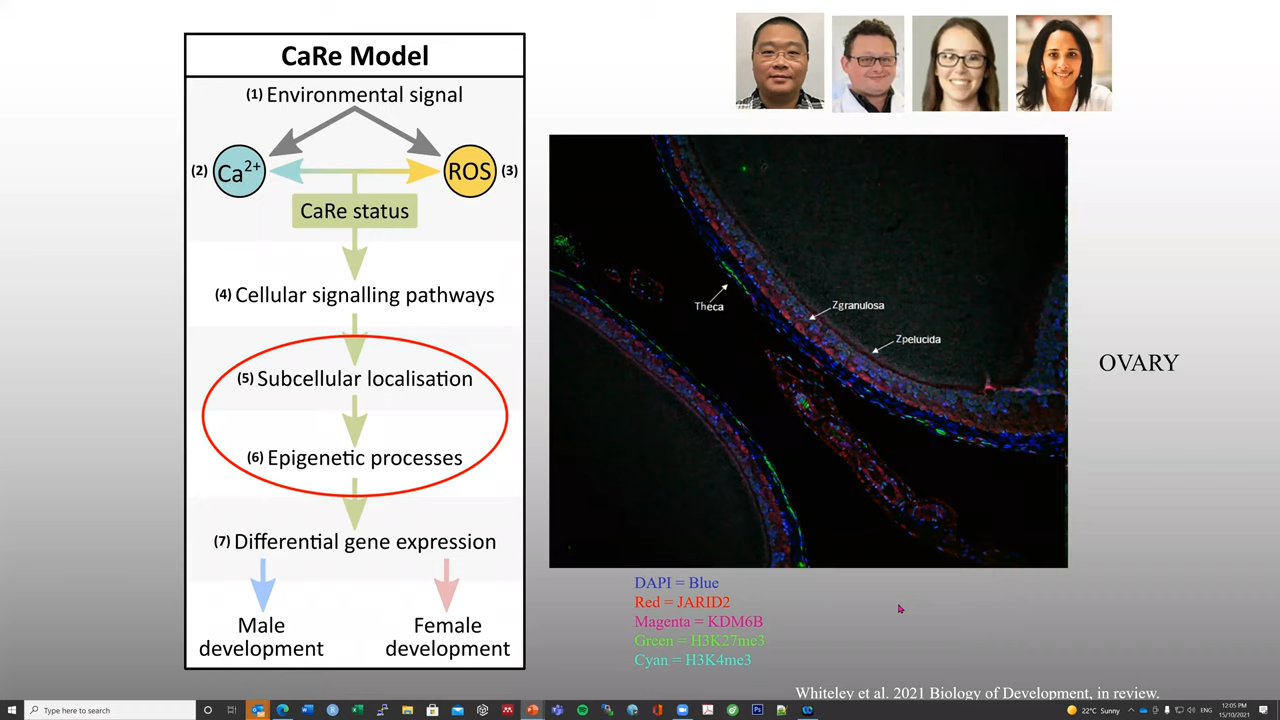 CaRe Model
(1) Environmental signal
(2) Ca2+
ROS (3)
CaRe status
(4) Cellular signalling pathways
(5) Subcellular localisation
(6) Epigenetic processes
(7) Differential gene expression
Male
development
Female
development
Theca
Zgranulosa
Zpelucida
OVARY
DAPI = Blue
Red = JARID2
Magenta = KDM6B
Green = H3K27me3
Cyan = H3K4me3
Whiteley et al. 2021 Biology of Development, in review.
Type here to search
22°C Sunny
12:05 PM
15/10/2021